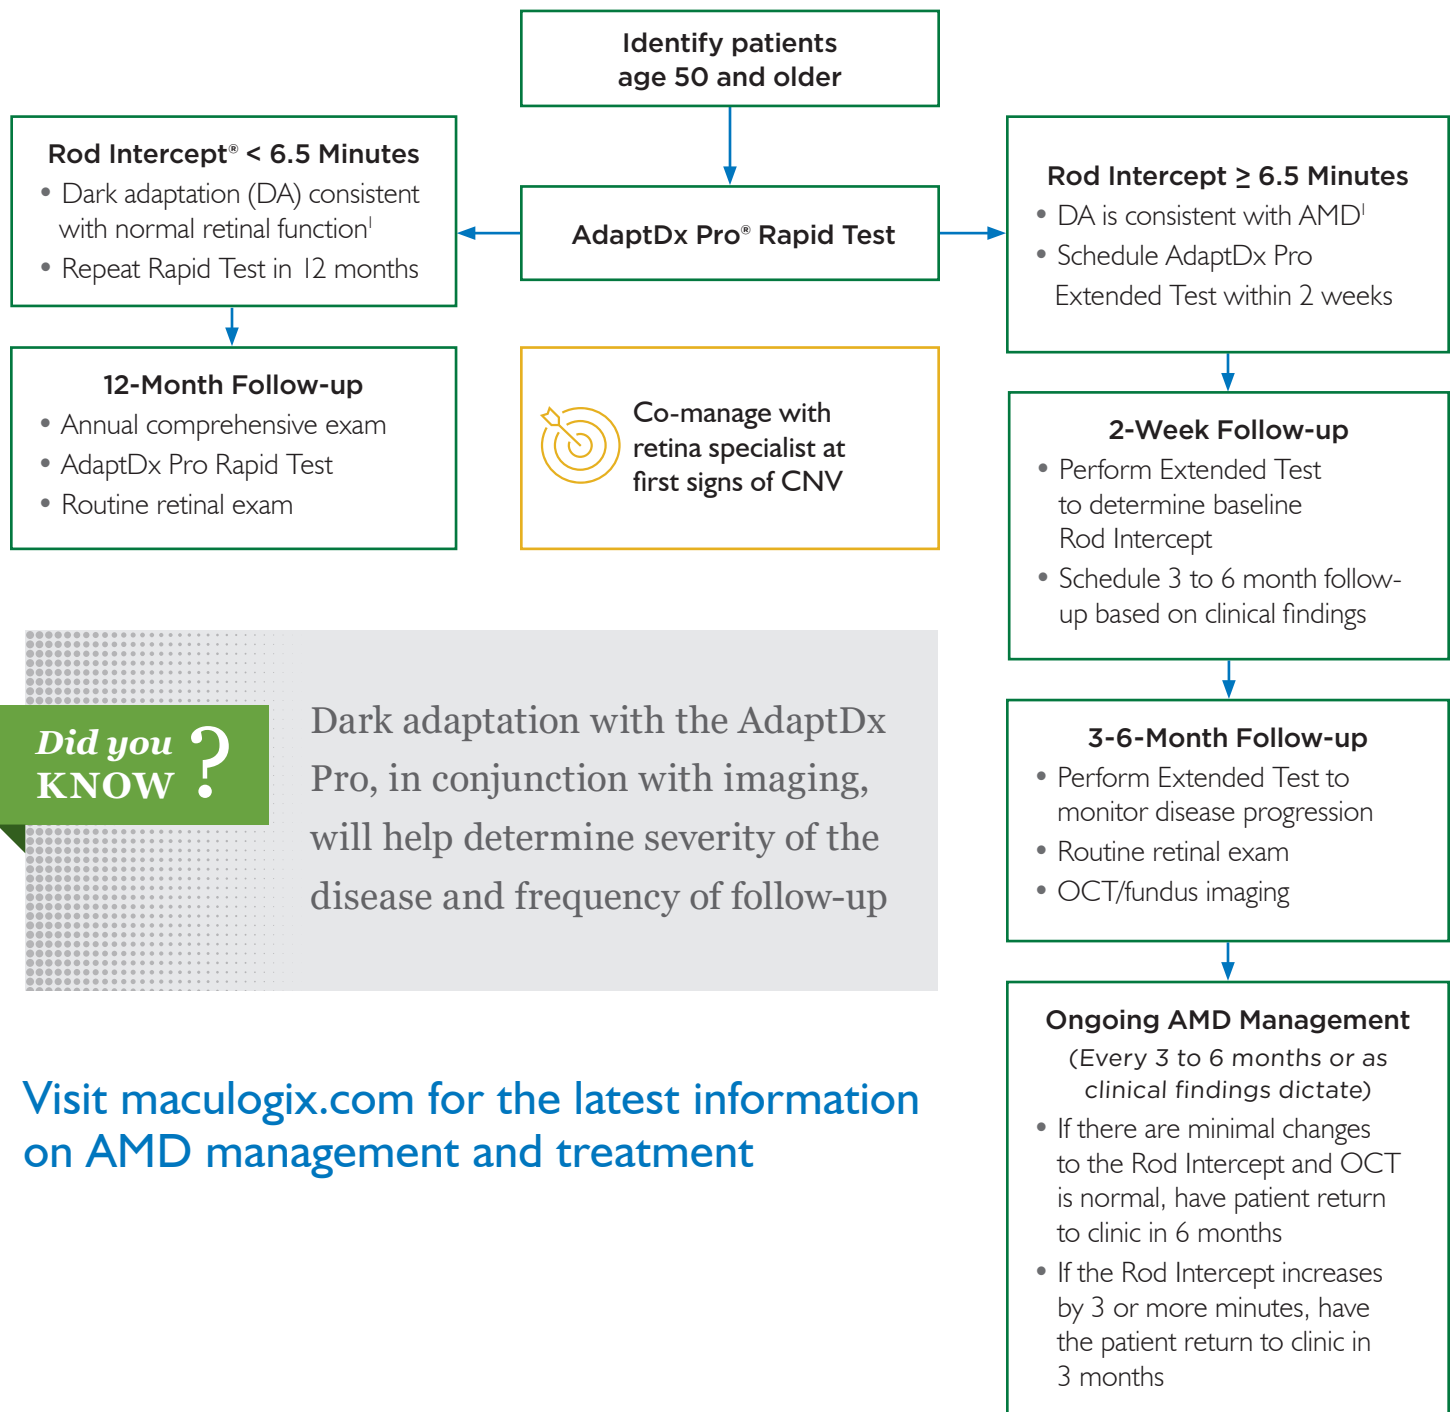 Identify patients
age 50 and older
Rod Intercept® < 6.5 Minutes
• Dark adaptation (DA) consistent
with normal retinal function¹
• Repeat Rapid Test in 12 months
AdaptDx Pro® Rapid Test
Rod Intercept ≥ 6.5 Minutes
• DA is consistent with AMD¹
• Schedule AdaptDx Pro
Extended Test within 2 weeks
12-Month Follow-up
• Annual comprehensive exam
• AdaptDx Pro Rapid Test
• Routine retinal exam
Co-manage with
retina specialist at
first signs of CNV
2-Week Follow-up
• Perform Extended Test
to determine baseline
Rod Intercept
• Schedule 3 to 6 month follow-
up based on clinical findings
Did you
KNOW ?
Dark adaptation with the AdaptDx
Pro, in conjunction with imaging,
will help determine severity of the
disease and frequency of follow-up
3-6-Month Follow-up
• Perform Extended Test to
monitor disease progression
• Routine retinal exam
• OCT/fundus imaging
Visit maculogix.com for the latest information
on AMD management and treatment
Ongoing AMD Management
(Every 3 to 6 months or as
clinical findings dictate)
• If there are minimal changes
to the Rod Intercept and OCT
is normal, have patient return
to clinic in 6 months
• If the Rod Intercept increases
by 3 or more minutes, have
the patient return to clinic in
3 months